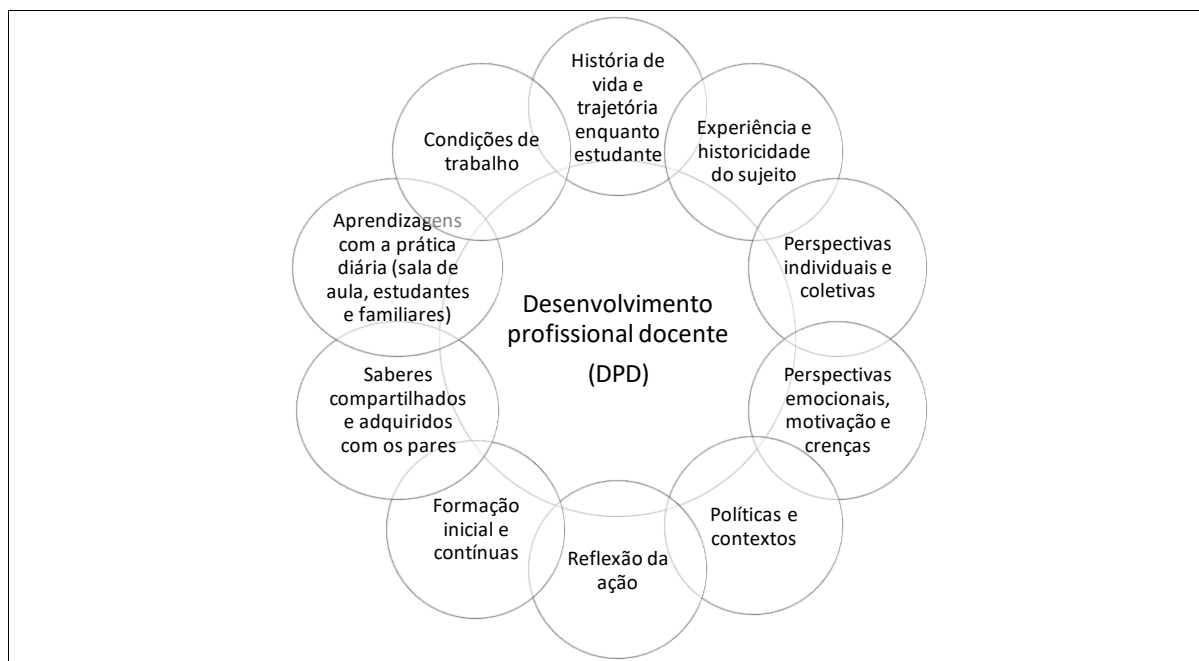 História de
vida e
trajetória
enquanto
estudante
Experiência e
historicidade
do sujeito
Perspectivas
individuais e
coletivas
Perspectivas
emocionais,
motivação e
crenças
Políticas e
contextos
Reflexão da
ação
Formação
inicial e
contínuas
Saberes
compartilhados
e adquiridos
com os pares
Aprendizagens
com a prática
diária (sala de
aula, estudantes
e familiares)
Condições de
trabalho
Desenvolvimento
profissional docente
(DPD)